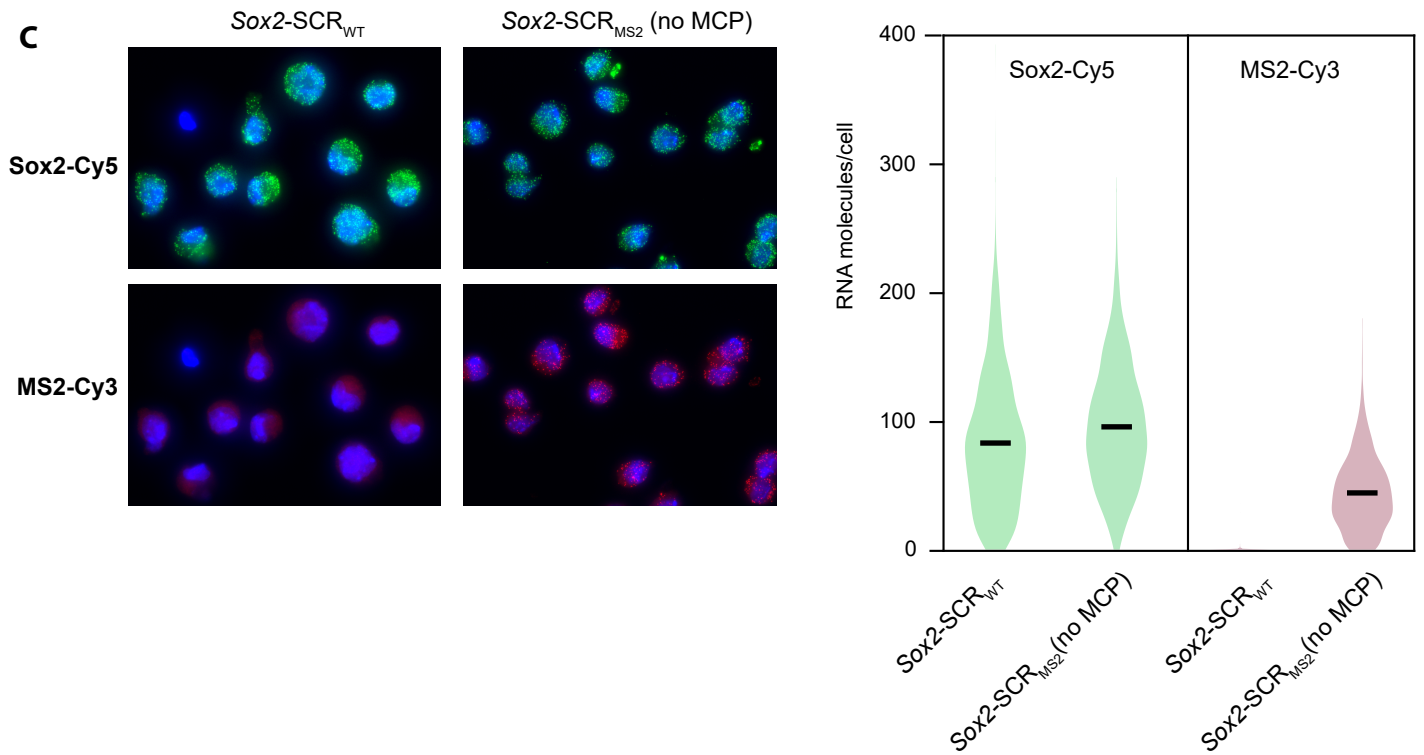 C
Sox2-SCRWT
Sox2-SCRMS2 (no MCP)
Sox2-Cy5
MS2-Cy3
RNA molecules/cell
400
300
200
100
0
Sox2-Cy5
MS2-Cy3
Sox2-SCRWT
Sox2-SCRMS2(no MCP)
Sox2-SCRWT
Sox2-SCRMS2(no MCP)